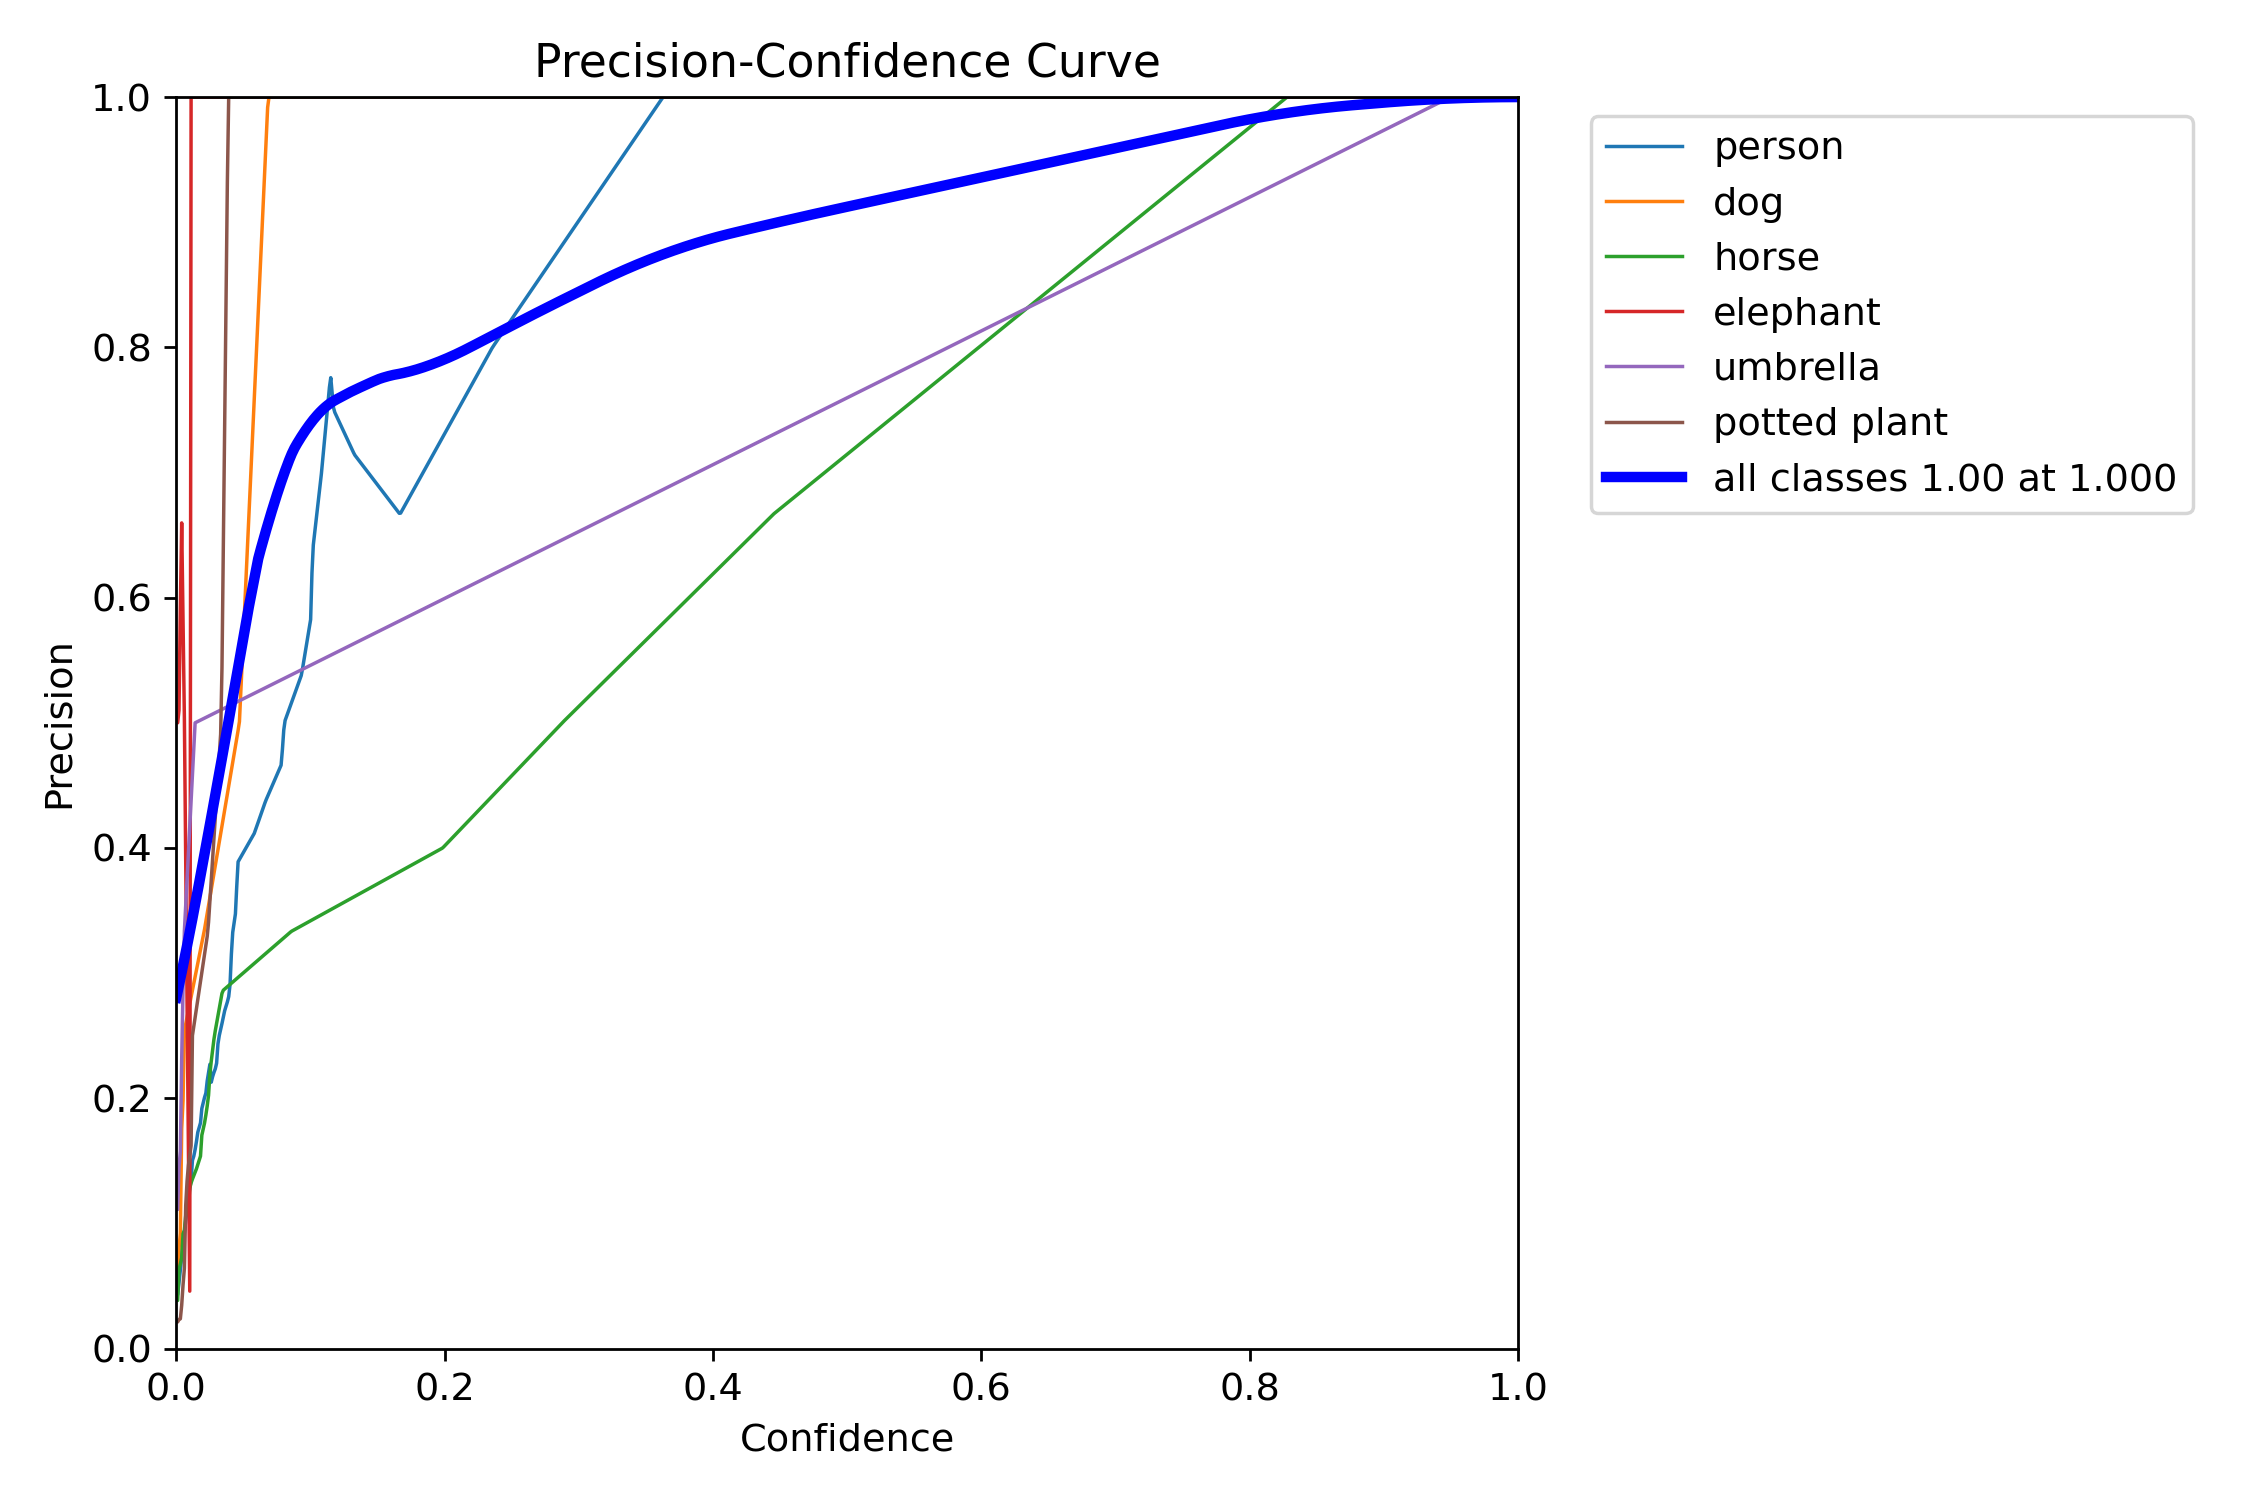 Precision-Confidence Curve
1.0
0.8
0.6
0.4
0.2
0.0
Precision
0.0 0.2 0.4 0.6 0.8 1.0
Confidence
person
dog
horse
elephant
umbrella
potted plant
all classes 1.00 at 1.000